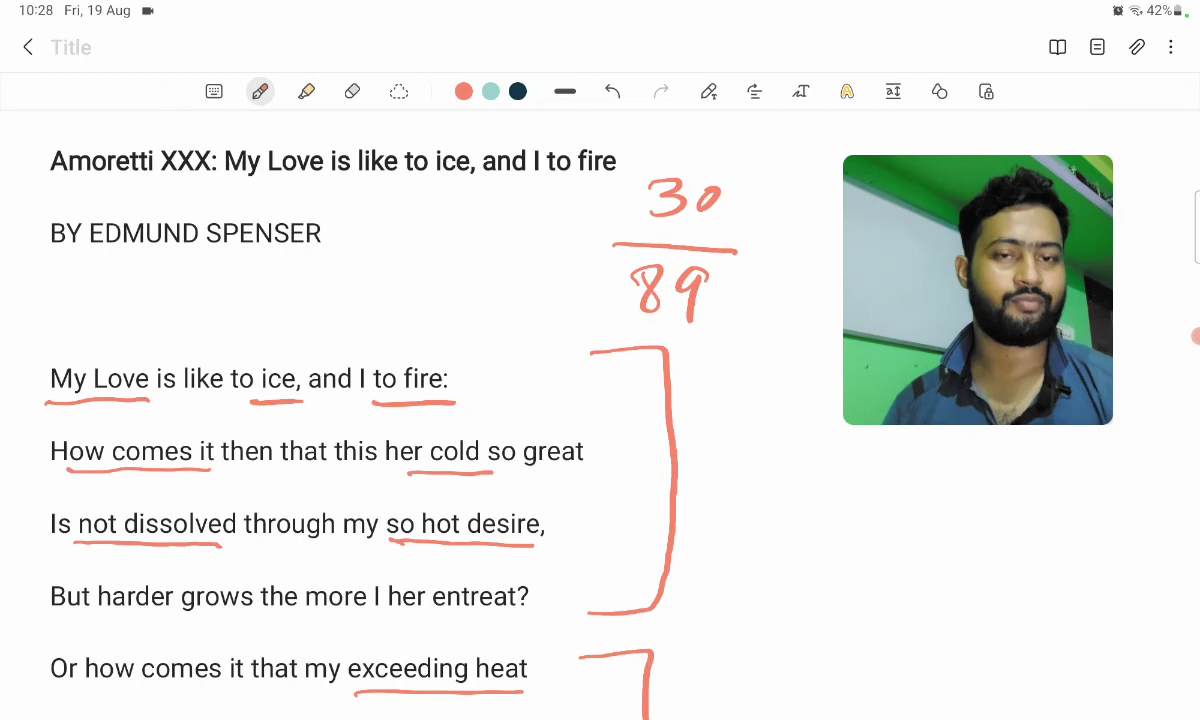 10:28 Fri, 19 Aug 42%
Title
Amoretti XXX: My Love is like to ice, and I to fire
30
BY EDMUND SPENSER
89
My Love is like to ice, and I to fire:
How comes it then that this her cold so great
Is not dissolved through my so hot desire,
But harder grows the more I her entreat?
Or how comes it that my exceeding heat